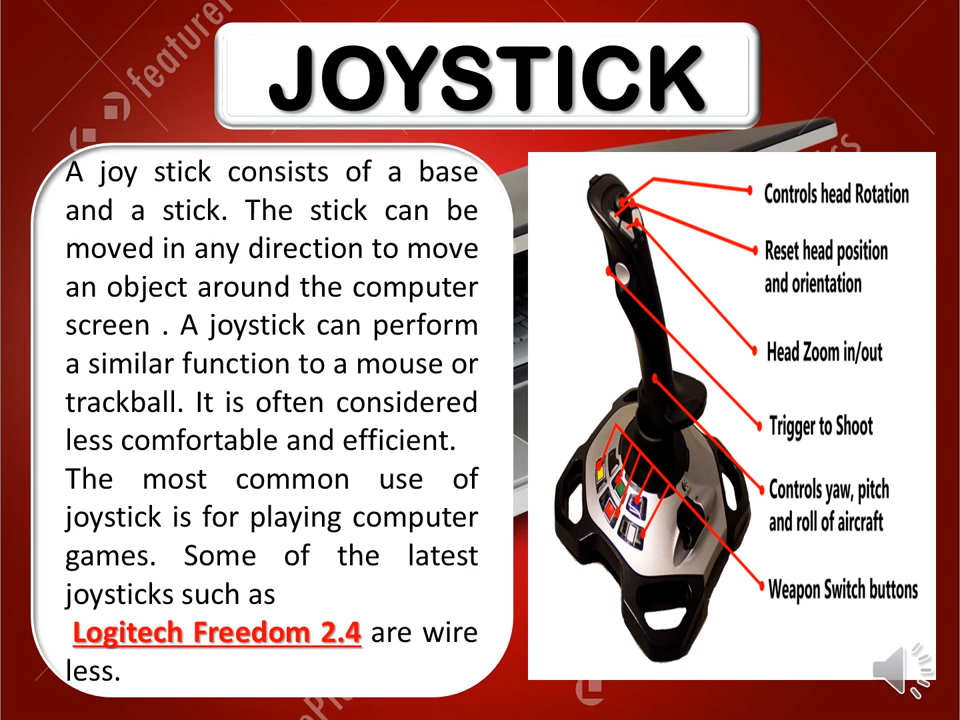 JOYSTICK
A joy stick consists of a base
and a stick. The stick can be
moved in any direction to move
an object around the computer
screen . A joystick can perform
a similar function to a mouse or
trackball. It is often considered
less comfortable and efficient.
The most common use of
joystick is for playing computer
games. Some of the latest
joysticks such as
Logitech Freedom 2.4 are wire
less.
Controls head Rotation
Reset head position
and orientation
Head Zoom in/out
Trigger to Shoot
Controls yaw, pitch
and roll of aircraft
Weapon Switch buttons